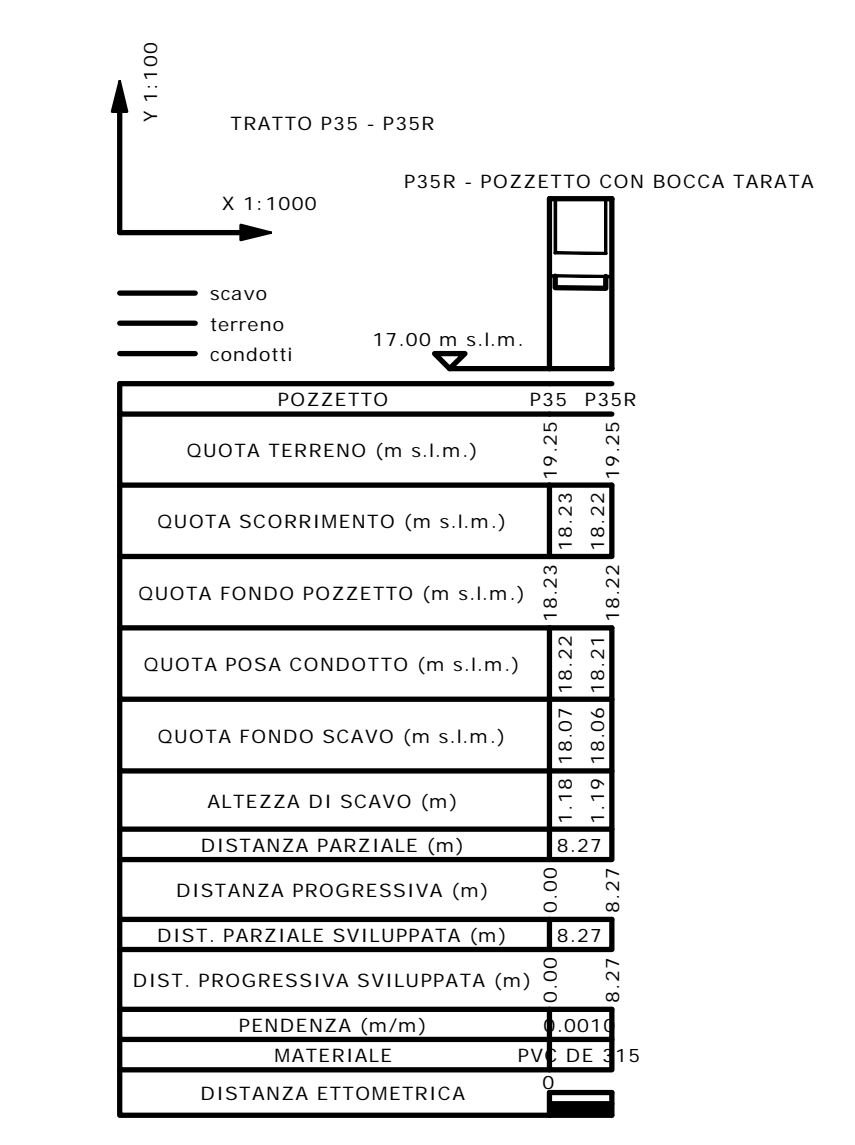 Y 1:100
TRATTO P35 - P35R
P35R - POZZETTO CON BOCCA TARATA
X 1:1000
scavo
terreno
condotti
17.00 m s.l.m.
POZZETTO P35 P35R
QUOTA TERRENO (m s.l.m.) 19.25 19.25
QUOTA SCORRIMENTO (m s.l.m.) 18.23 18.22
QUOTA FONDO POZZETTO (m s.l.m.) 18.23 18.22
QUOTA POSA CONDOTTO (m s.l.m.) 18.22 18.21
QUOTA FONDO SCAVO (m s.l.m.) 18.07 18.06
ALTEZZA DI SCAVO (m) 1.18 1.19
DISTANZA PARZIALE (m) 8.27
DISTANZA PROGRESSIVA (m) 0.00 8.27
DIST. PARZIALE SVILUPPATA (m) 8.27
DIST. PROGRESSIVA SVILUPPATA (m) 0.00 8.27
PENDENZA (m/m) 0.0010
MATERIALE PVC DE 315
DISTANZA ETTOMETRICA 0